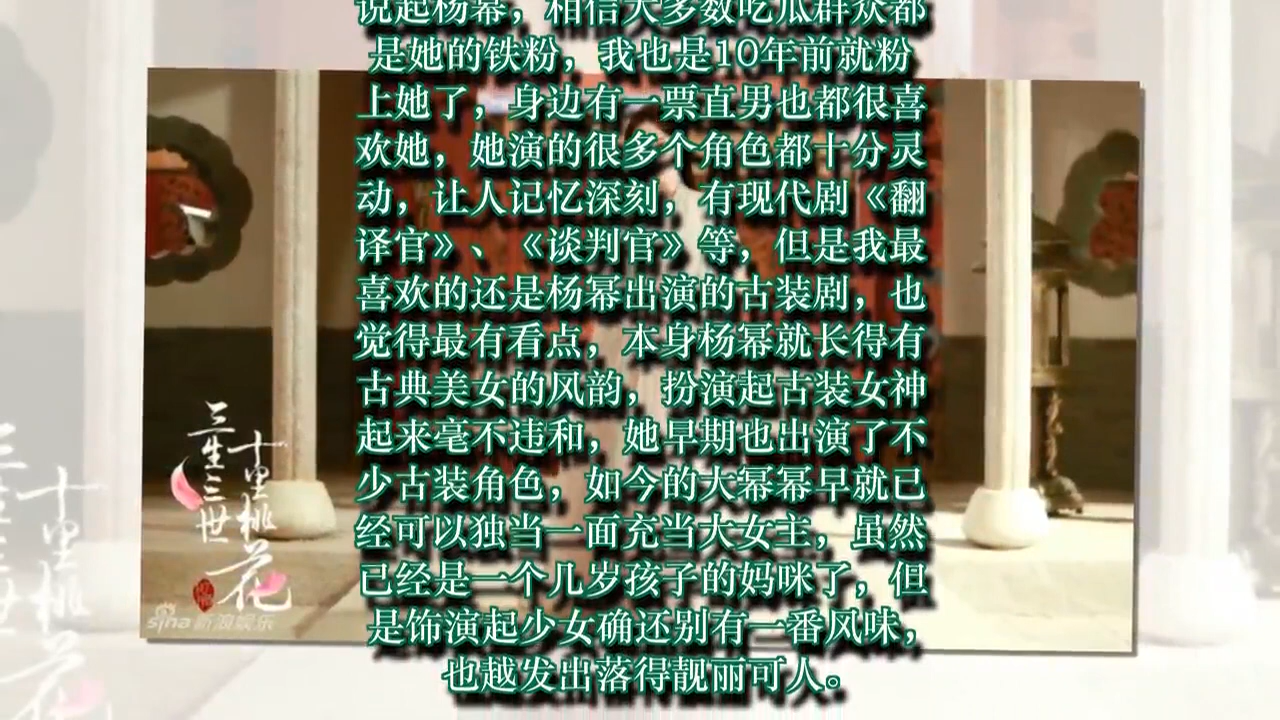 说起杨幂，相信大多数吃瓜群众都
是她的铁粉，我也是10年前就粉
上她了，身边有一票直男也都很喜
欢她，她演的很多个角色都十分灵
动，让人记忆深刻，有现代剧《翻
译官》、《谈判官》等，但是我最
喜欢的还是杨幂出演的古装剧，也
觉得最有看点，本身杨幂就长得有
古典美女的风韵，扮演起古装女神
起来毫不违和，她早期也出演了不
少古装角色，如今的大幂幂早就已
经可以独当一面充当大女主，虽然
已经是一个几岁孩子的妈咪了，但
是饰演起少女确还别有一番风味，
也越发出落得靓丽可人。
三生三世
十里桃花
sina新浪娱乐